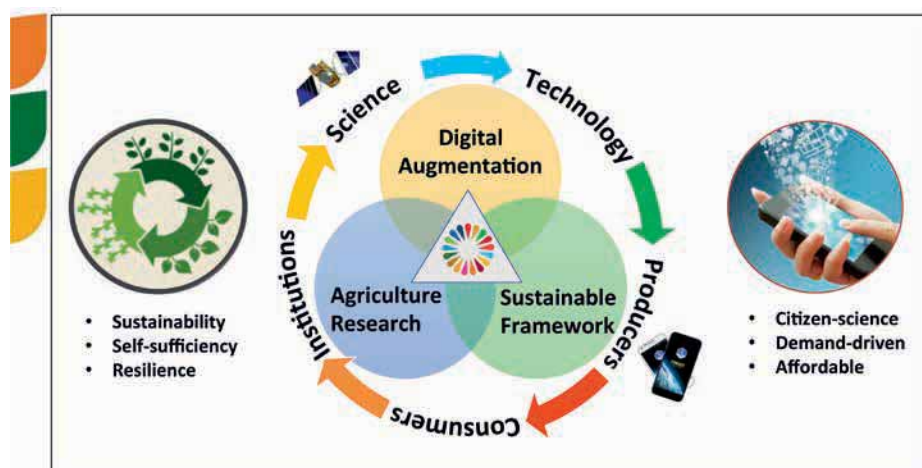 Science
Technology
Digital
Augmentation
Institutions
Agriculture
Research
Sustainable
Framework
Producers
Consumers
• Sustainability
• Self-sufficiency
• Resilience
• Citizen-science
• Demand-driven
• Affordable